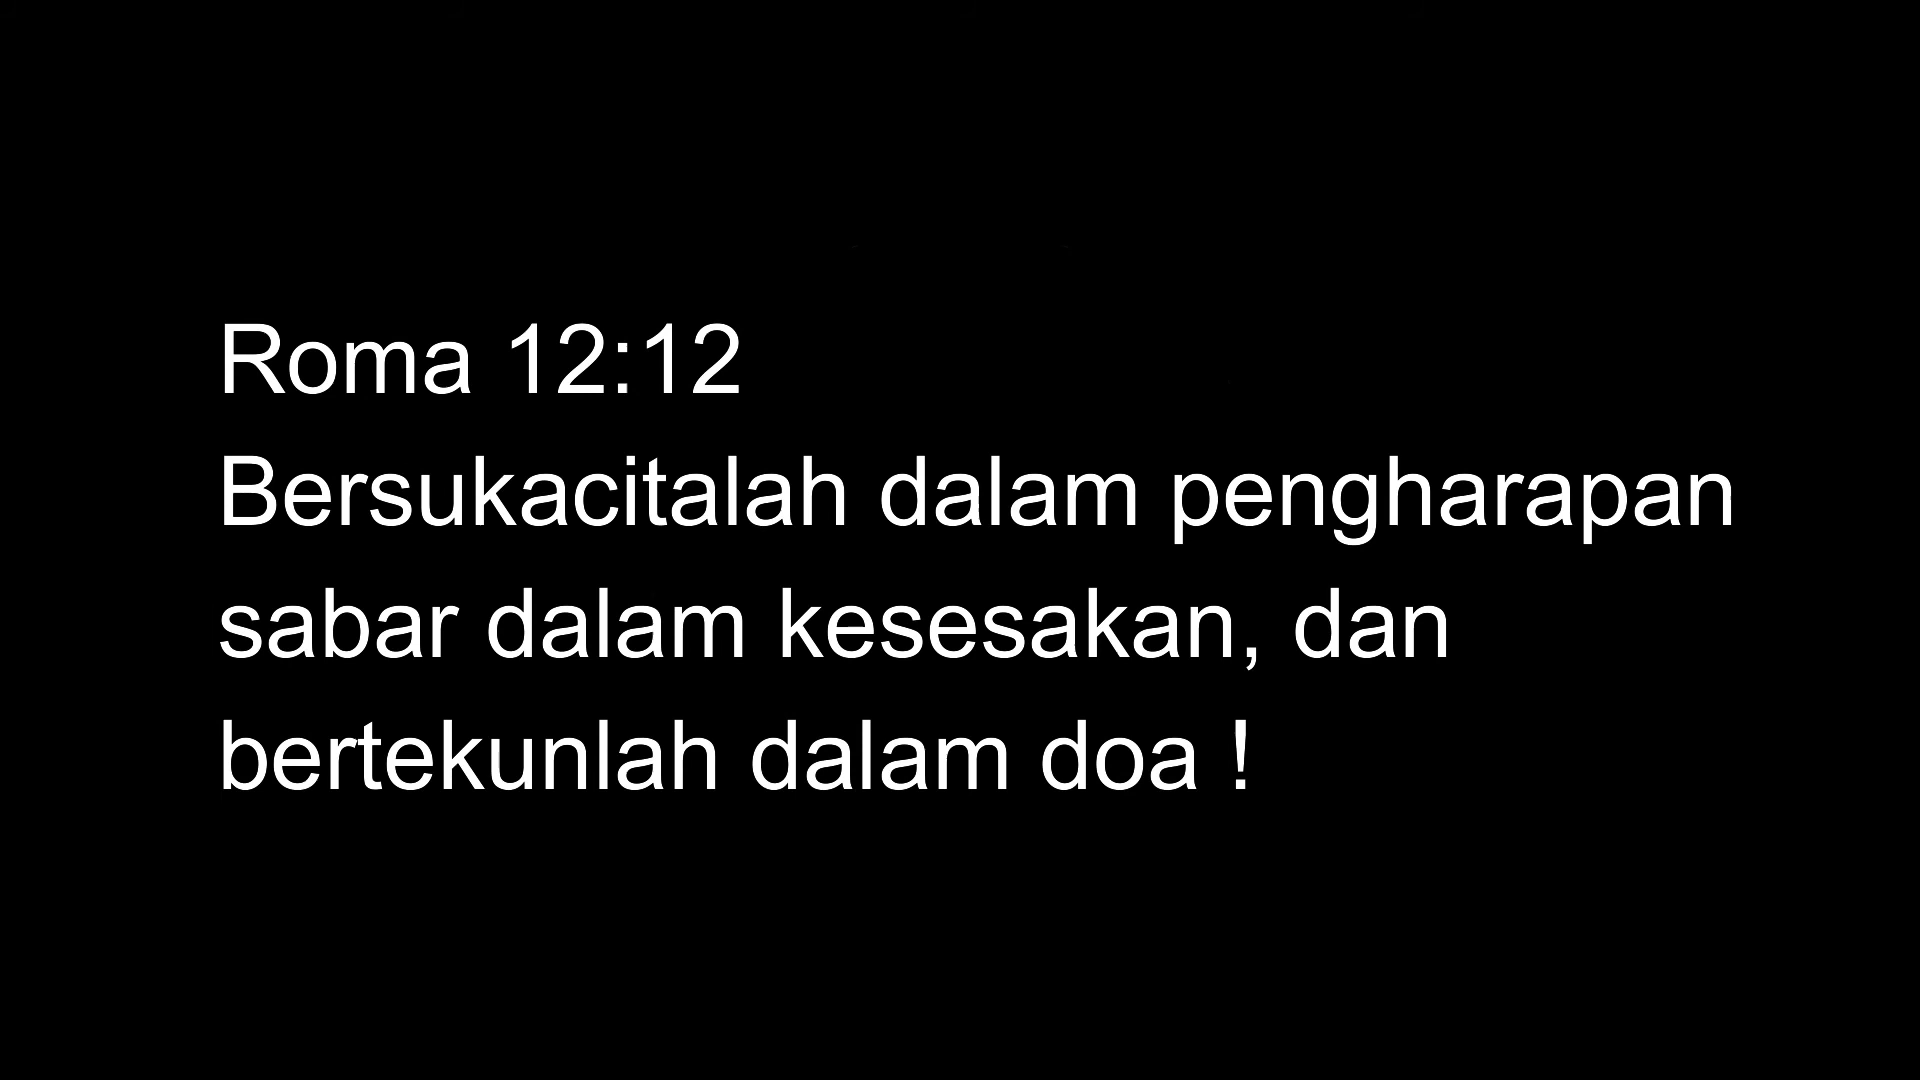 Roma 12:12
Bersukacitalah dalam pengharapan
sabar dalam kesesakan, dan
bertekunlah dalam doa !